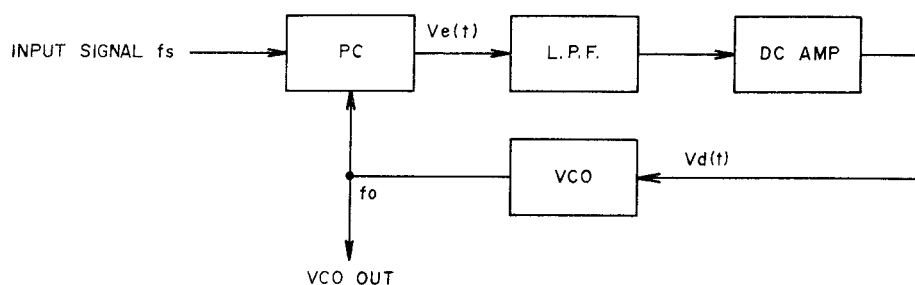 INPUT SIGNAL fs
PC
Ve(t)
L.P.F.
DC AMP
VCO
Vd(t)
fo
VCO OUT